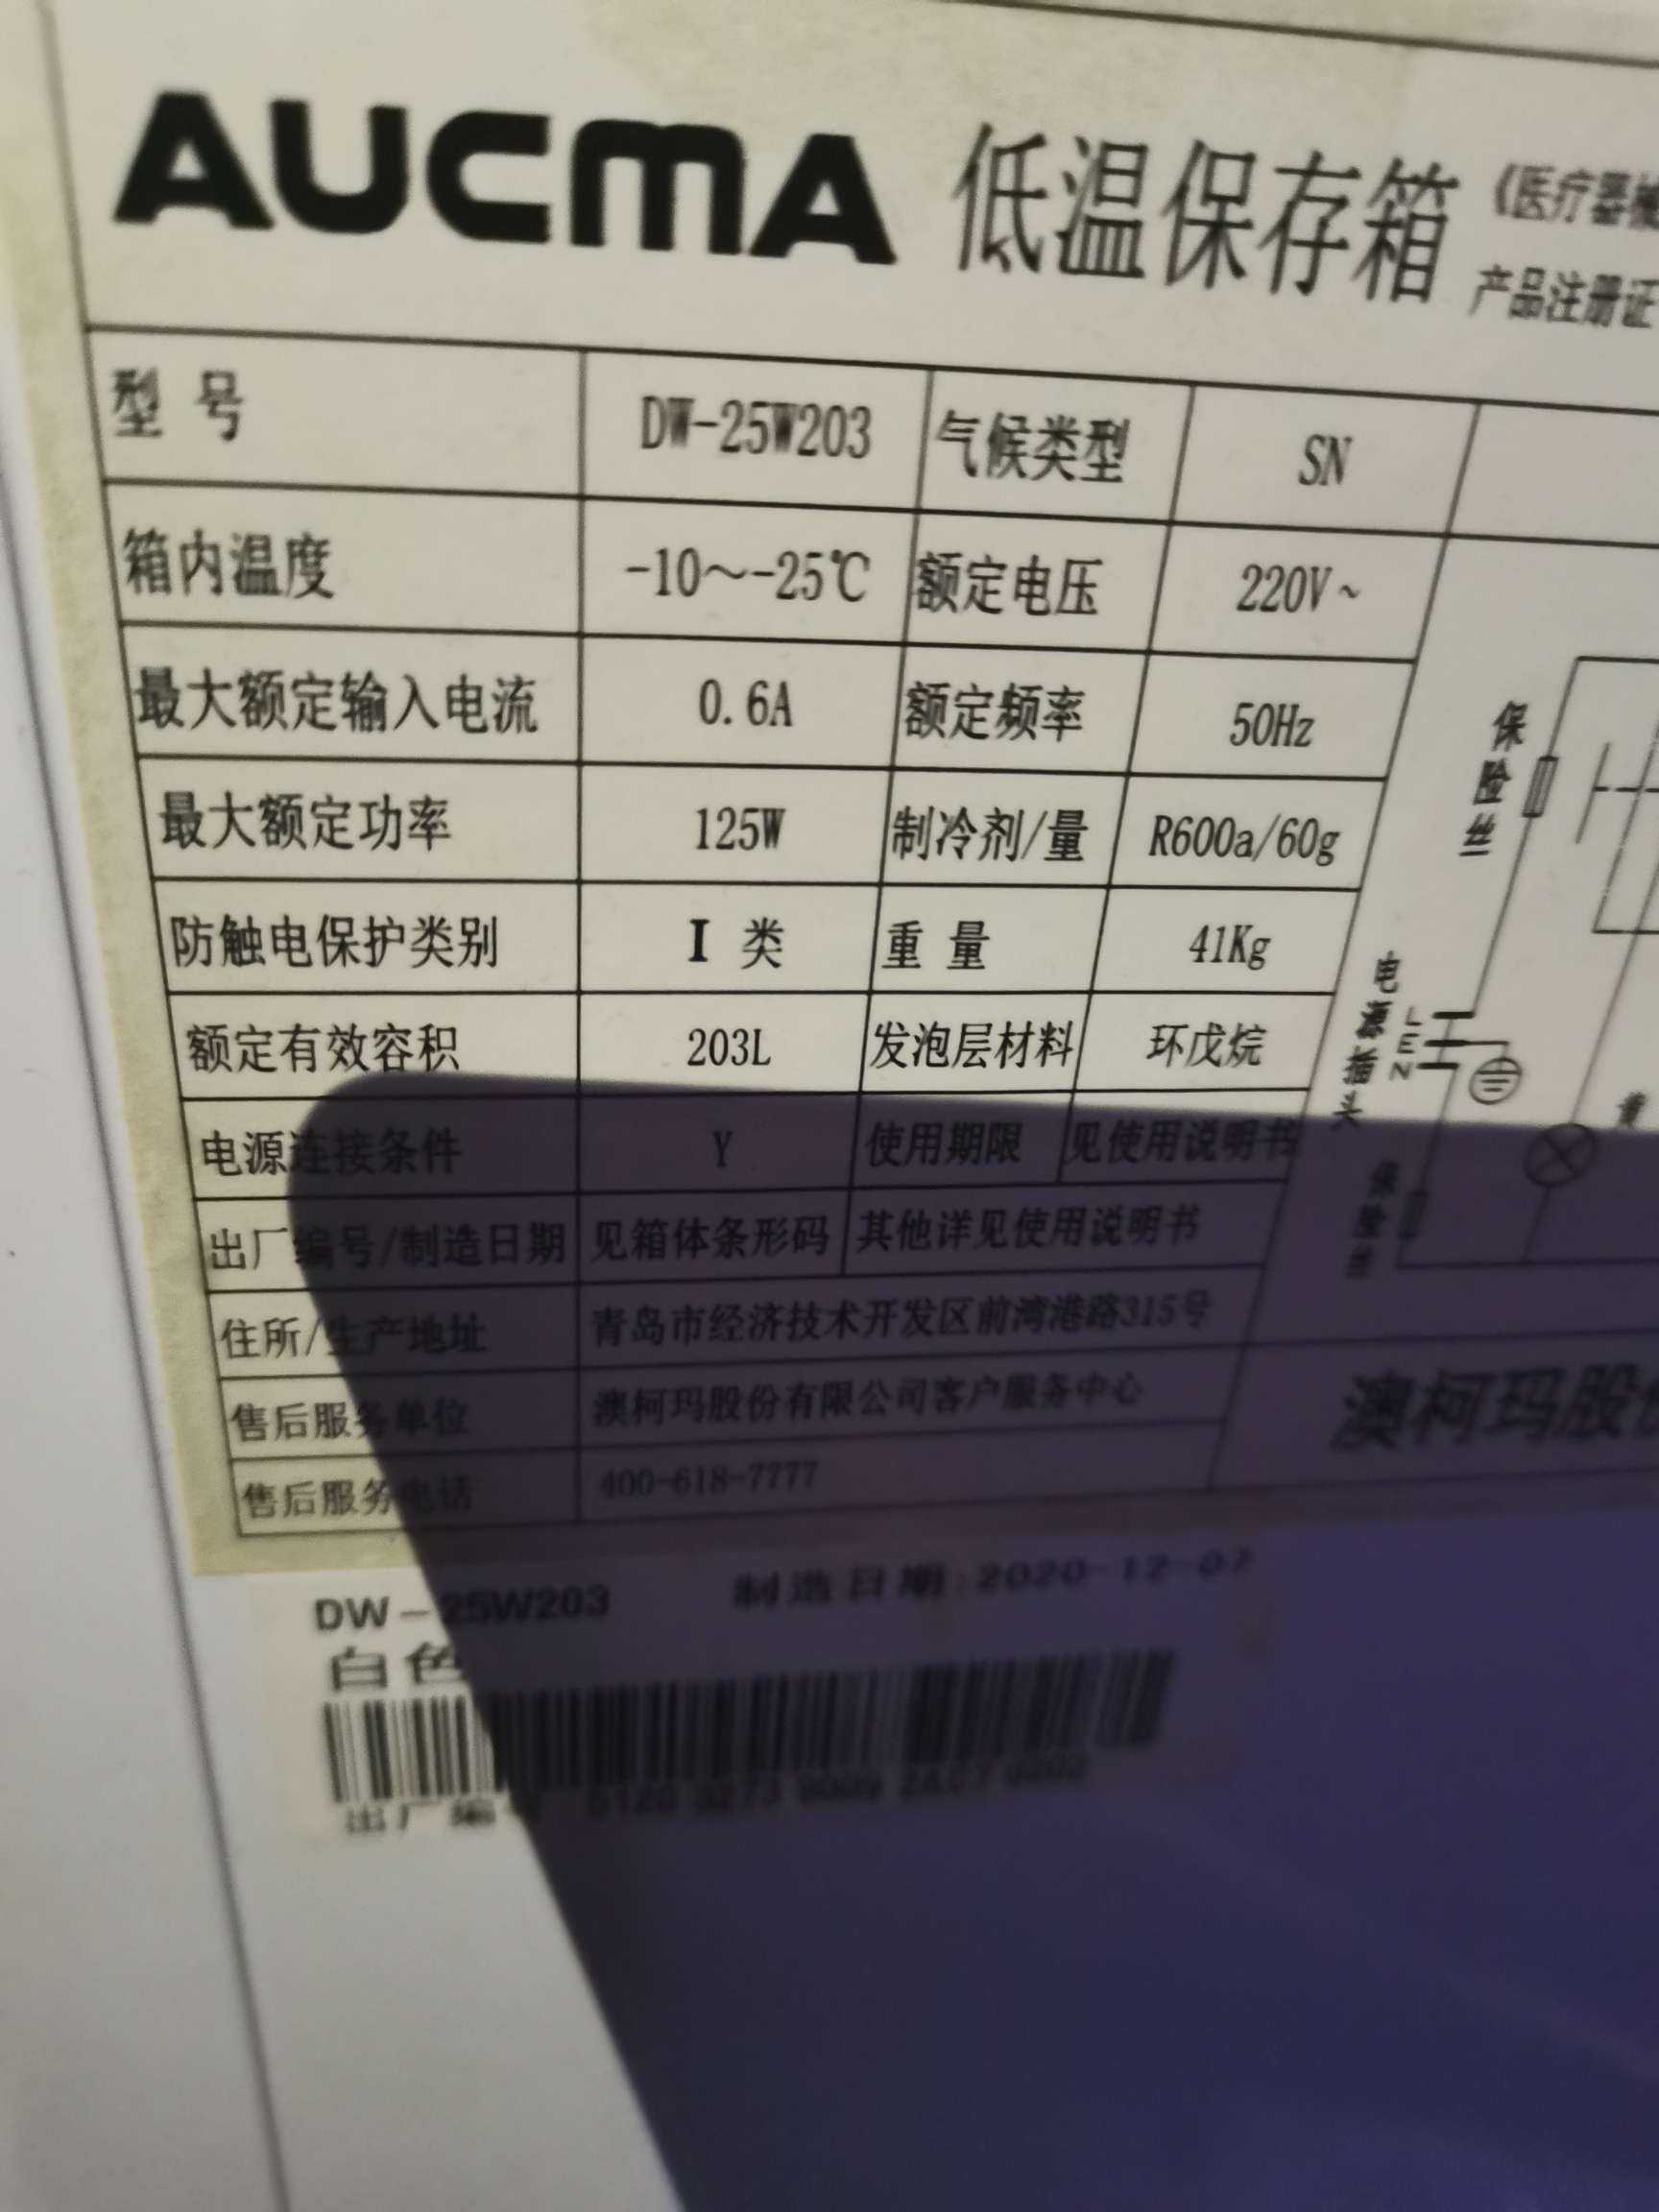 AUCMA 低温保存箱 (医疗器械
产品注册证
型 号 DW-25W203 气候类型 SN
箱内温度 -10～-25℃ 额定电压 220V~
最大额定输入电流 0.6A 额定频率 50Hz
最大额定功率 125W 制冷剂/量 R600a/60g
防触电保护类别 I 类 重 量 41Kg
额定有效容积 203L 发泡层材料 环戊烷
电源连接条件 Y 使用期限 见使用说明书
出厂编号/制造日期 见箱体条形码 其他详见使用说明书
住所/生产地址 青岛市经济技术开发区前湾港路315号
售后服务单位 澳柯玛股份有限公司客户服务中心
售后服务电话 400-618-7777
保险丝
电源插头
L
E
N
黄
保险丝
澳柯玛股份
DW-25W203 制造日期:2020-12-07
白色
出厂编号